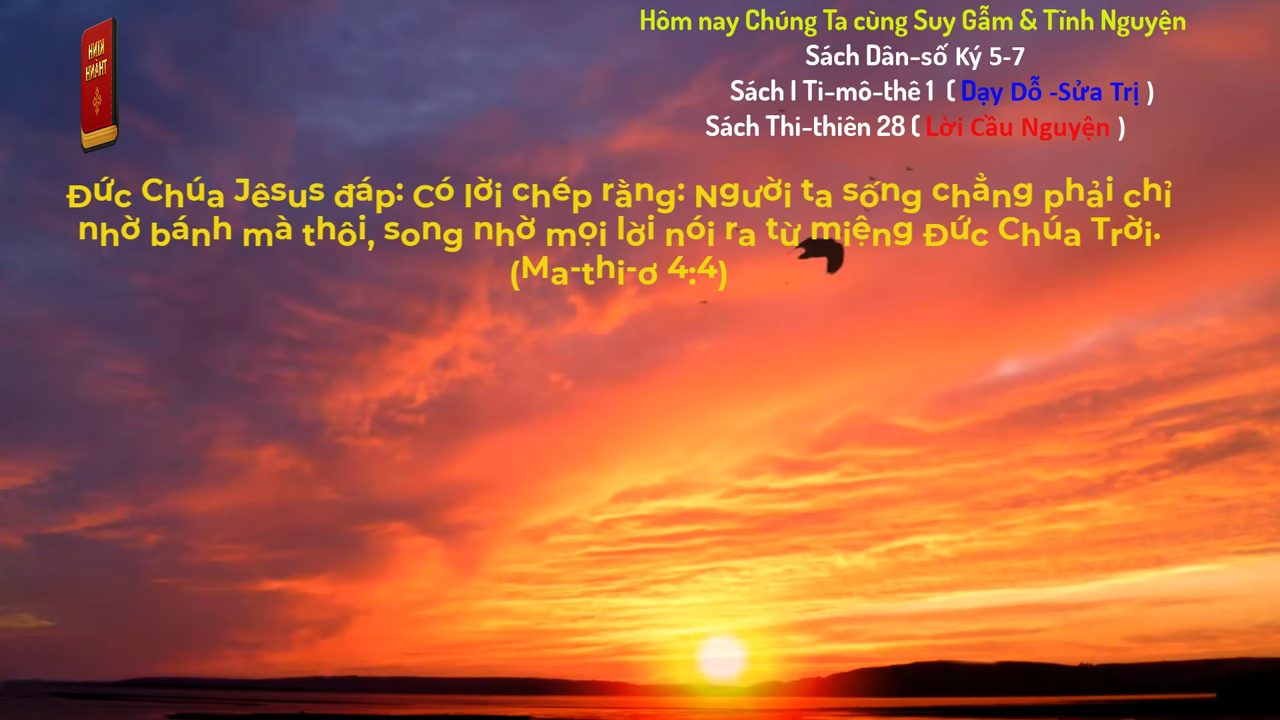 KINH
THÁNH
Hôm nay Chúng Ta cùng Suy Gẫm & Tĩnh Nguyện
Sách Dân-số Ký 5-7
Sách I Ti-mô-thê 1 ( Dạy Dỗ -Sửa Trị )
Sách Thi-thiên 28 ( Lời Cầu Nguyện )
Đức Chúa Jêsus đáp: Có lời chép rằng: Người ta sống chẳng phải chỉ
nhờ bánh mà thôi, song nhờ mọi lời nói ra từ miệng Đức Chúa Trời.
(Ma-thi-ơ 4:4)